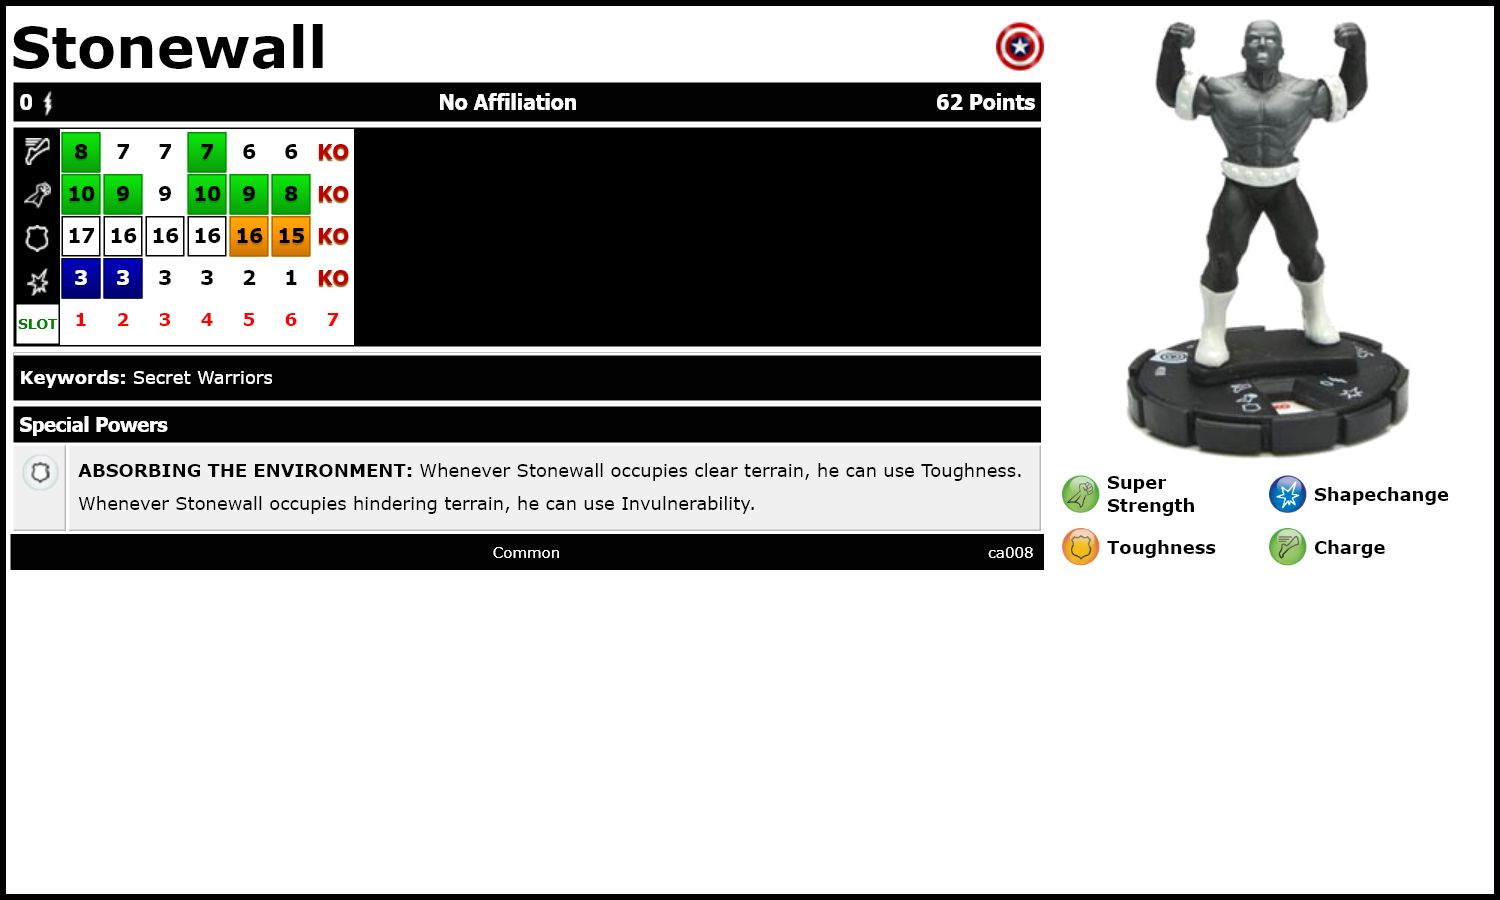 Stonewall
0 No Affiliation 62 Points
8 7 7 7 6 6 KO
10 9 9 10 9 8 KO
17 16 16 16 16 15 KO
3 3 3 3 2 1 KO
SLOT 1 2 3 4 5 6 7
Keywords: Secret Warriors
Special Powers
ABSORBING THE ENVIRONMENT: Whenever Stonewall occupies clear terrain, he can use Toughness.
Whenever Stonewall occupies hindering terrain, he can use Invulnerability.
Common ca008
Super
Strength
Shapechange
Toughness
Charge